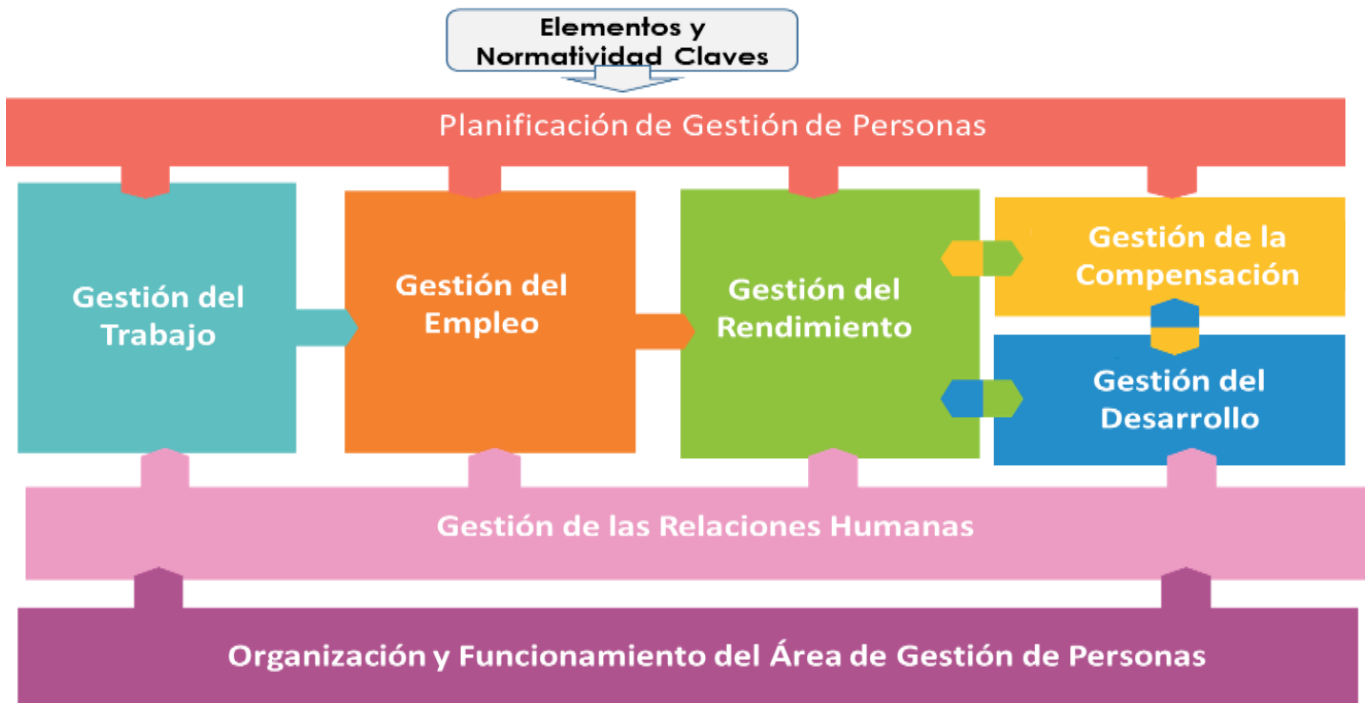 Elementos y
Normatividad Claves
Planificación de Gestión de Personas
Gestión del
Trabajo
Gestión del
Empleo
Gestión del
Rendimiento
Gestión de la
Compensación
Gestión del
Desarrollo
Gestión de las Relaciones Humanas
Organización y Funcionamiento del Área de Gestión de Personas